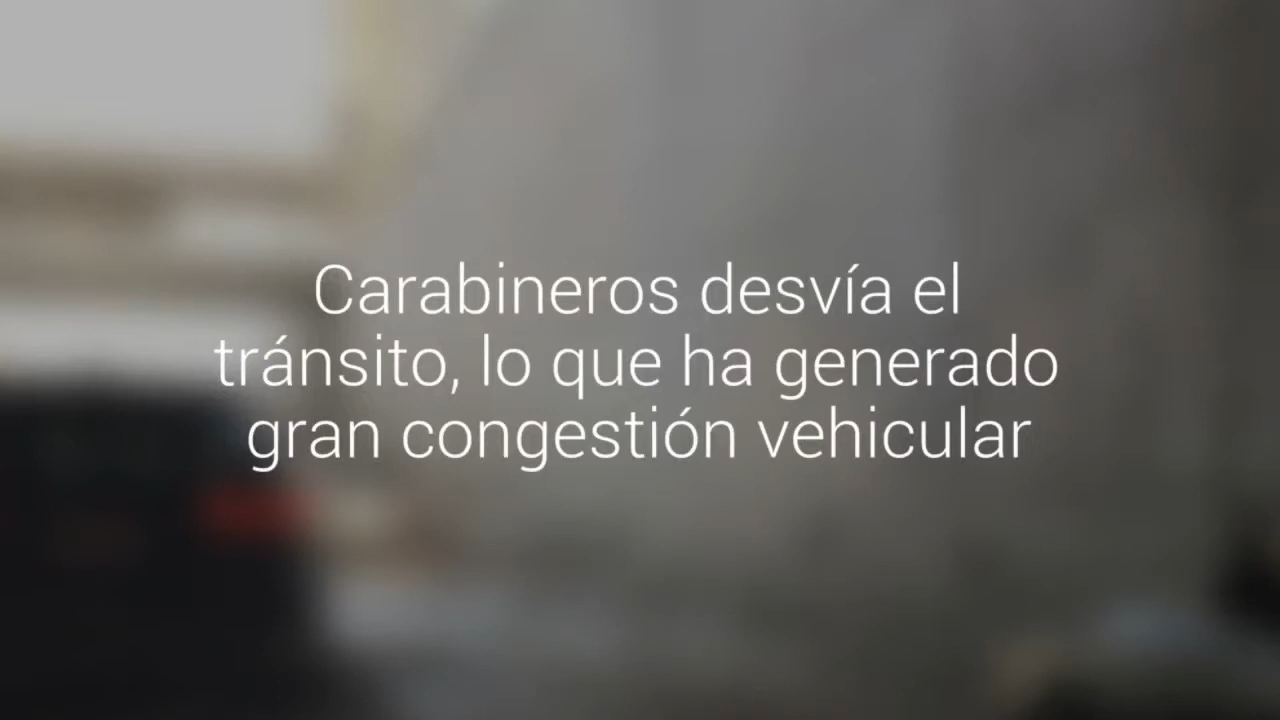 Carabineros desvía el
tránsito, lo que ha generado
gran congestión vehicular